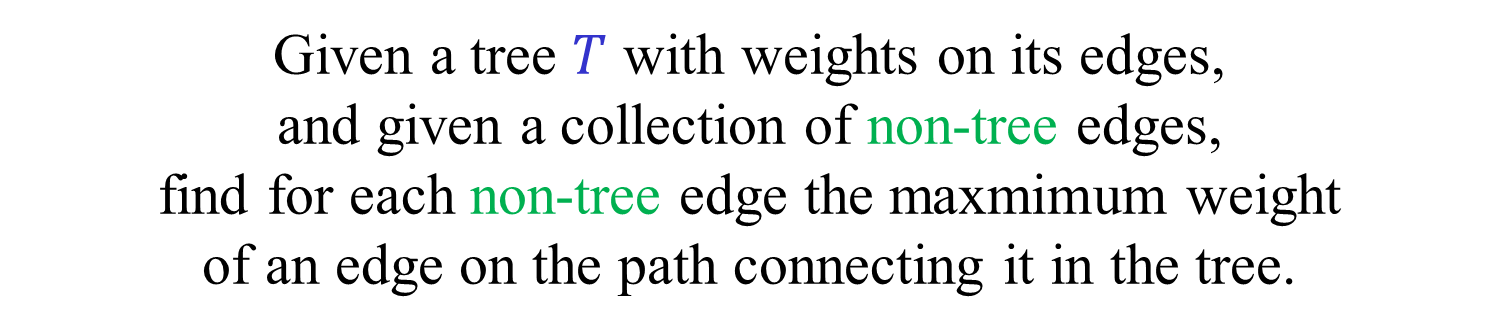 Given a tree T with weights on its edges,
and given a collection of non-tree edges,
find for each non-tree edge the maxmimum weight
of an edge on the path connecting it in the tree.